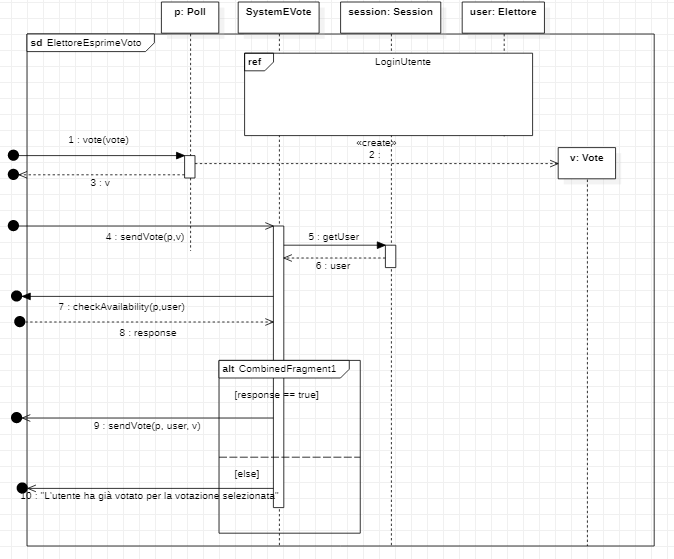 p: Poll
SystemEVote
session: Session
user: Elettore
sd ElettoreEsprimeVoto
ref
LoginUtente
1 : vote(vote)
«create»
2 :
v: Vote
3 : v
4 : sendVote(p,v)
5 : getUser
6 : user
7 : checkAvailability(p,user)
8 : response
alt CombinedFragment1
[response == true]
9 : sendVote(p, user, v)
[else]
10 : "L'utente ha già votato per la votazione selezionata"